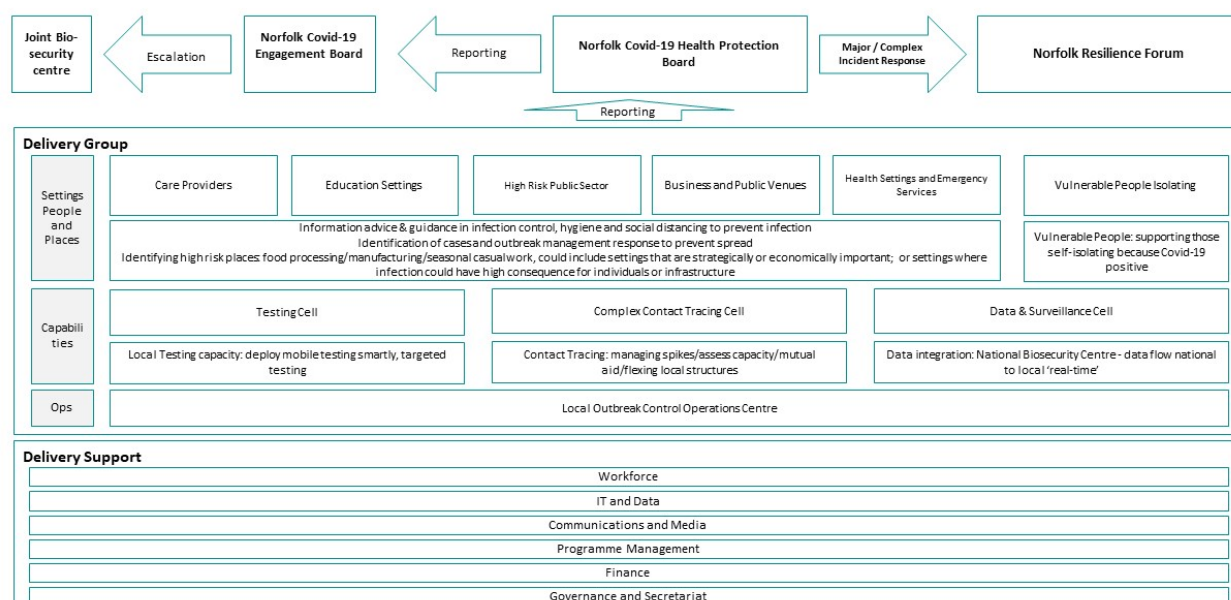 Joint Bio-
security
centre
Escalation
Norfolk Covid-19
Engagement Board
Reporting
Norfolk Covid-19 Health Protection
Board
Major / Complex
Incident Response
Norfolk Resilience Forum
Reporting
Delivery Group
Settings
People
and
Places
Care Providers
Education Settings
High Risk Public Sector
Business and Public Venues
Health Settings and Emergency
Services
Vulnerable People Isolating
Information advice & guidance in infection control, hygiene and social distancing to prevent infection
Identification of cases and outbreak management response to prevent spread
Identifying high risk places: food processing/manufacturing/seasonal casual work, could include settings that are strategically or economically important; or settings where
infection could have high consequence for individuals or infrastructure
Vulnerable People: supporting those
self-isolating because Covid-19
positive
Capabili
ties
Testing Cell
Complex Contact Tracing Cell
Data & Surveillance Cell
Local Testing capacity: deploy mobile testing smartly, targeted
testing
Contact Tracing: managing spikes/assess capacity/mutual
aid/flexing local structures
Data integration: National Biosecurity Centre - data flow national
to local ‘real-time’
Ops
Local Outbreak Control Operations Centre
Delivery Support
Workforce
IT and Data
Communications and Media
Programme Management
Finance
Governance and Secretariat